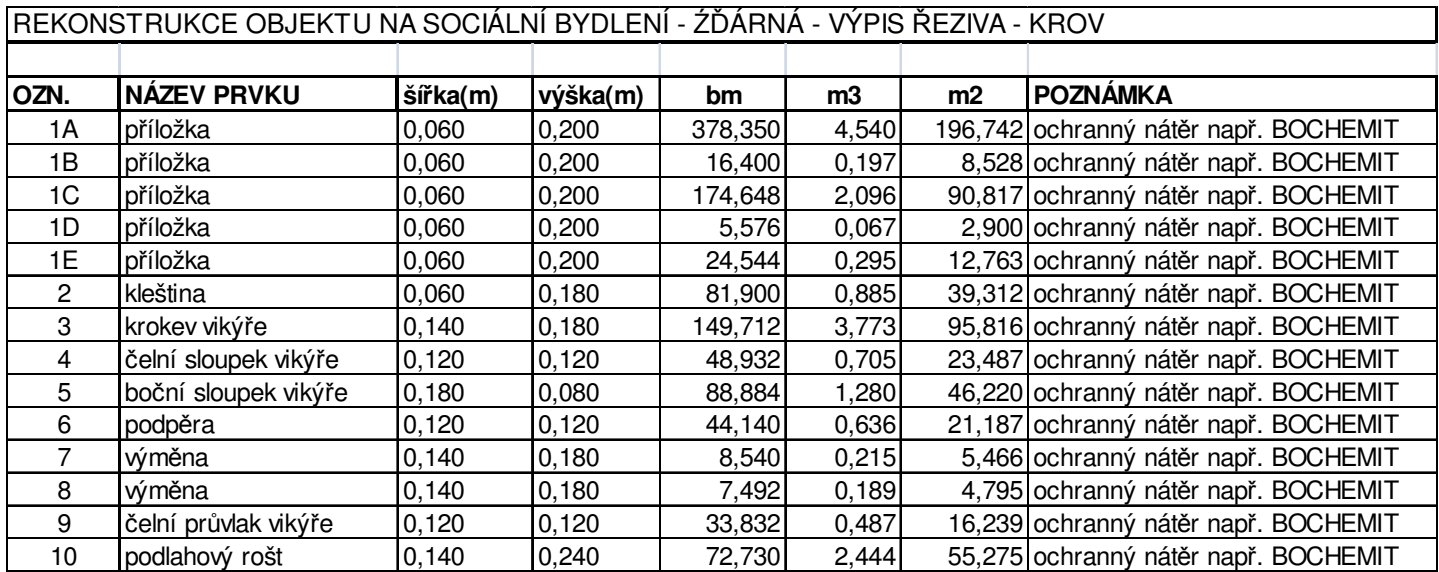 REKONSTRUKCE OBJEKTU NA SOCIÁLNÍ BYDLENÍ - ŹĎÁRNÁ - VÝPIS ŘEZIVA - KROV
OZN. NÁZEV PRVKU šířka(m) výška(m) bm m3 m2 POZNÁMKA
1A příložka 0,060 0,200 378,350 4,540 196,742 ochranný nátěr např. BOCHEMIT
1B příložka 0,060 0,200 16,400 0,197 8,528 ochranný nátěr např. BOCHEMIT
1C příložka 0,060 0,200 174,648 2,096 90,817 ochranný nátěr např. BOCHEMIT
1D příložka 0,060 0,200 5,576 0,067 2,900 ochranný nátěr např. BOCHEMIT
1E příložka 0,060 0,200 24,544 0,295 12,763 ochranný nátěr např. BOCHEMIT
2 kleština 0,060 0,180 81,900 0,885 39,312 ochranný nátěr např. BOCHEMIT
3 krokev vikýře 0,140 0,180 149,712 3,773 95,816 ochranný nátěr např. BOCHEMIT
4 čelní sloupek vikýře 0,120 0,120 48,932 0,705 23,487 ochranný nátěr např. BOCHEMIT
5 boční sloupek vikýře 0,180 0,080 88,884 1,280 46,220 ochranný nátěr např. BOCHEMIT
6 podpěra 0,120 0,120 44,140 0,636 21,187 ochranný nátěr např. BOCHEMIT
7 výměna 0,140 0,180 8,540 0,215 5,466 ochranný nátěr např. BOCHEMIT
8 výměna 0,140 0,180 7,492 0,189 4,795 ochranný nátěr např. BOCHEMIT
9 čelní průvlak vikýře 0,120 0,120 33,832 0,487 16,239 ochranný nátěr např. BOCHEMIT
10 podlahový rošt 0,140 0,240 72,730 2,444 55,275 ochranný nátěr např. BOCHEMIT